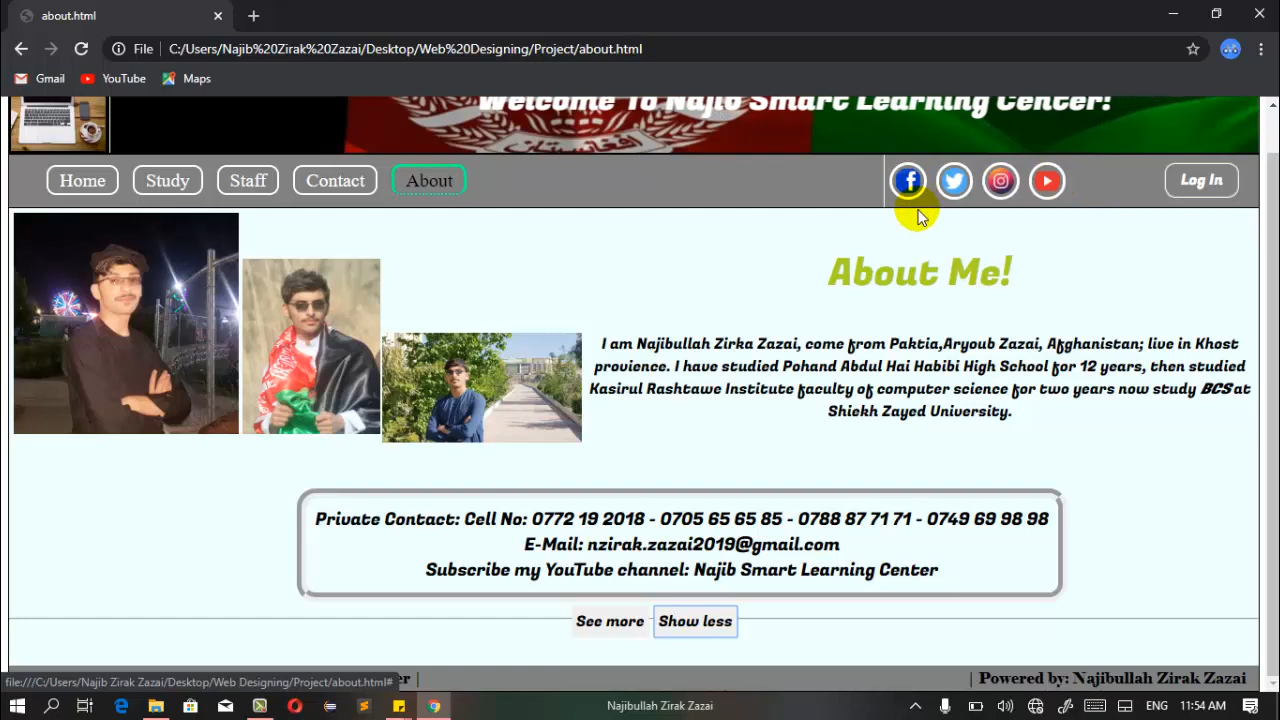 about.html
File
C:/Users/Najib%20Zirak%20Zazai/Desktop/Web%20Designing/Project/about.html
Gmail
YouTube
Maps
Welcome To Najib Smart Learning Center!
افغانستان
Home
Study
Staff
Contact
About
Log In
About Me!
I am Najibullah Zirka Zazai, come from Paktia,Aryoub Zazai, Afghanistan; live in Khost
provience. I have studied Pohand Abdul Hai Habibi High School for 12 years, then studied
Kasirul Rashtawe Institute faculty of computer science for two years now study BCS at
Shiekh Zayed University.
Private Contact: Cell No: 0772 19 2018 - 0705 65 65 85 - 0788 87 71 71 - 0749 69 98 98
E-Mail: nzirak.zazai2019@gmail.com
Subscribe my YouTube channel: Najib Smart Learning Center
See more
Show less
file:///C:/Users/Najib Zirak Zazai/Desktop/Web Designing/Project/about.html#
| Powered by: Najibullah Zirak Zazai
Najibullah Zirak Zazai
ENG
11:54 AM